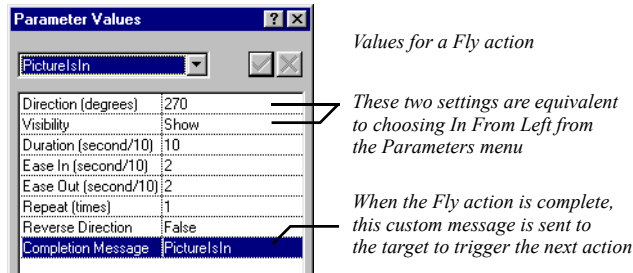 Parameter Values
PictureIsIn
Direction (degrees) 270
Visibility Show
Duration (second/10) 10
Ease In (second/10) 2
Ease Out (second/10) 2
Repeat (times) 1
Reverse Direction False
Completion Message PictureIsIn
Values for a Fly action
These two settings are equivalent
to choosing In From Left from
the Parameters menu
When the Fly action is complete,
this custom message is sent to
the target to trigger the next action